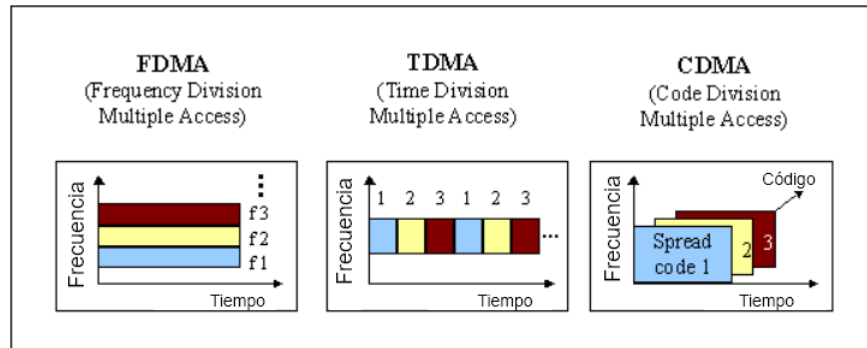 FDMA
(Frequency Division
Multiple Access)
TDMA
(Time Division
Multiple Access)
CDMA
(Code Division
Multiple Access)
Frecuencia
f3
f2
f1
Tiempo
Frecuencia
1 2 3 1 2 3
...
Tiempo
Frecuencia
Código
Spread
code 1
2
3
Tiempo